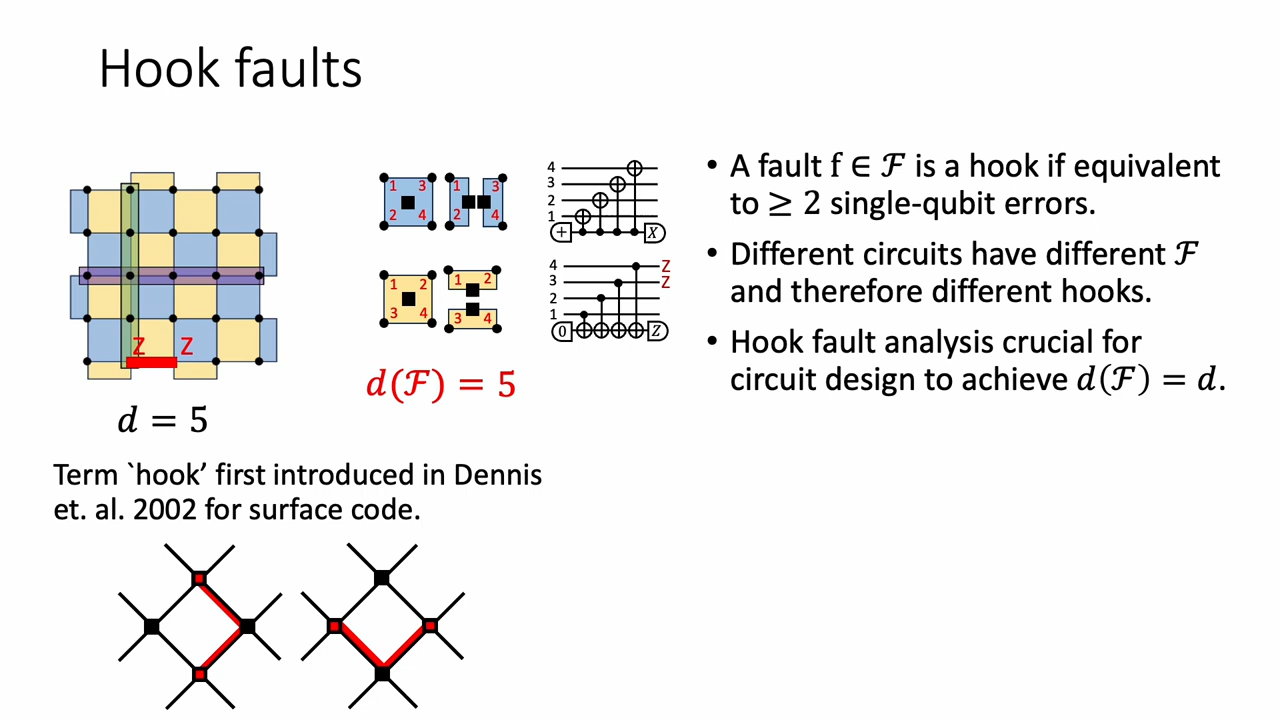 Hook faults
Z Z
d = 5
1 3
2 4
1 3
2 4
1 2
3 4
1 2
3 4
d(ℱ) = 5
4
3
2
1
+ X
4 Z
3 Z
2
1
0 Z
• A fault f ∈ ℱ is a hook if equivalent
to ≥ 2 single-qubit errors.
• Different circuits have different ℱ
and therefore different hooks.
• Hook fault analysis crucial for
circuit design to achieve d(ℱ) = d.
Term `hook’ first introduced in Dennis
et. al. 2002 for surface code.